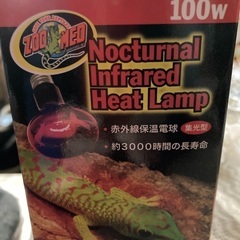 100W
ZOO MED
Nocturnal
Infrared
Heat Lamp
・赤外線保温電球 集光型
・約3000時間の長寿命